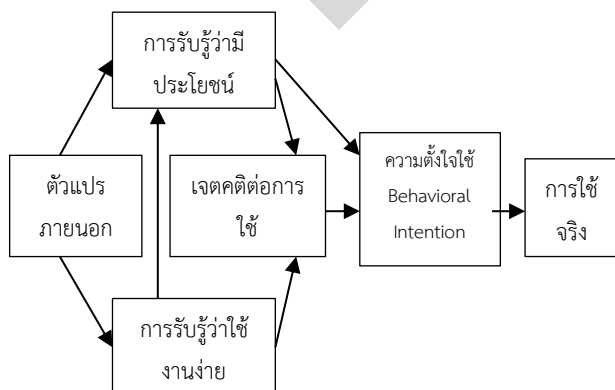 การรับรู้ว่ามี
ประโยชน์
ตัวแปร
ภายนอก
เจตคติต่อการ
ใช้
ความตั้งใจใช้
Behavioral
Intention
การใช้
จริง
การรับรู้ว่าใช้
งานง่าย